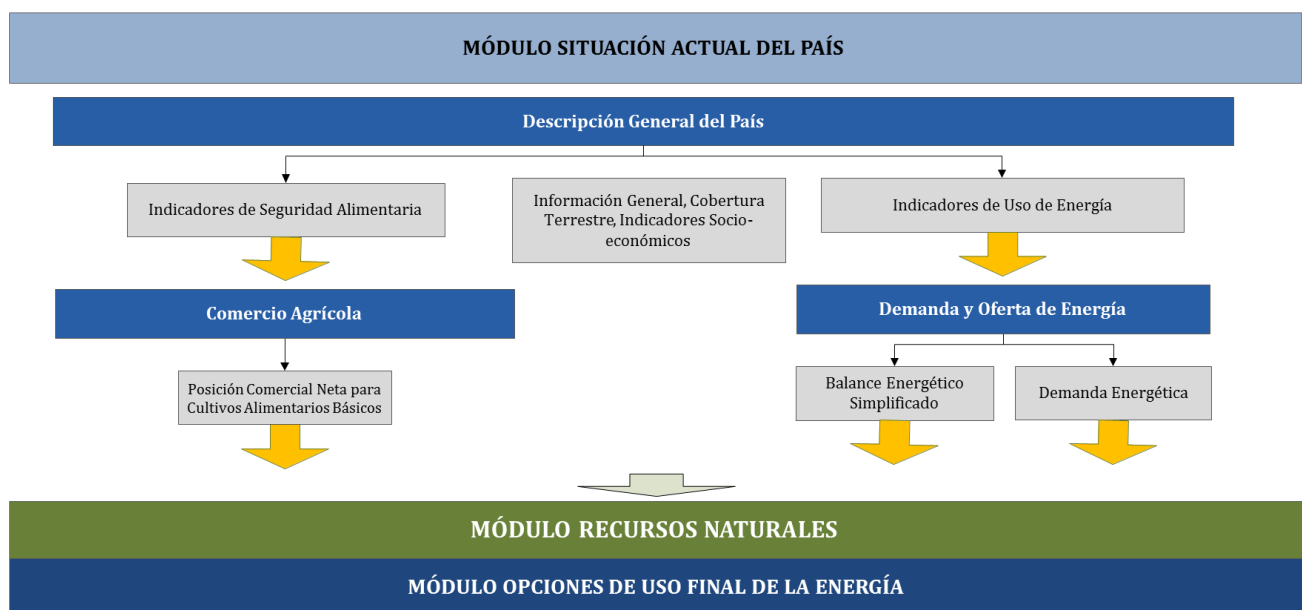 MÓDULO SITUACIÓN ACTUAL DEL PAÍS
Descripción General del País
Indicadores de Seguridad Alimentaria
Información General, Cobertura
Terrestre, Indicadores Socio-
económicos
Indicadores de Uso de Energía
Comercio Agrícola
Demanda y Oferta de Energía
Posición Comercial Neta para
Cultivos Alimentarios Básicos
Balance Energético
Simplificado
Demanda Energética
MÓDULO RECURSOS NATURALES
MÓDULO OPCIONES DE USO FINAL DE LA ENERGÍA